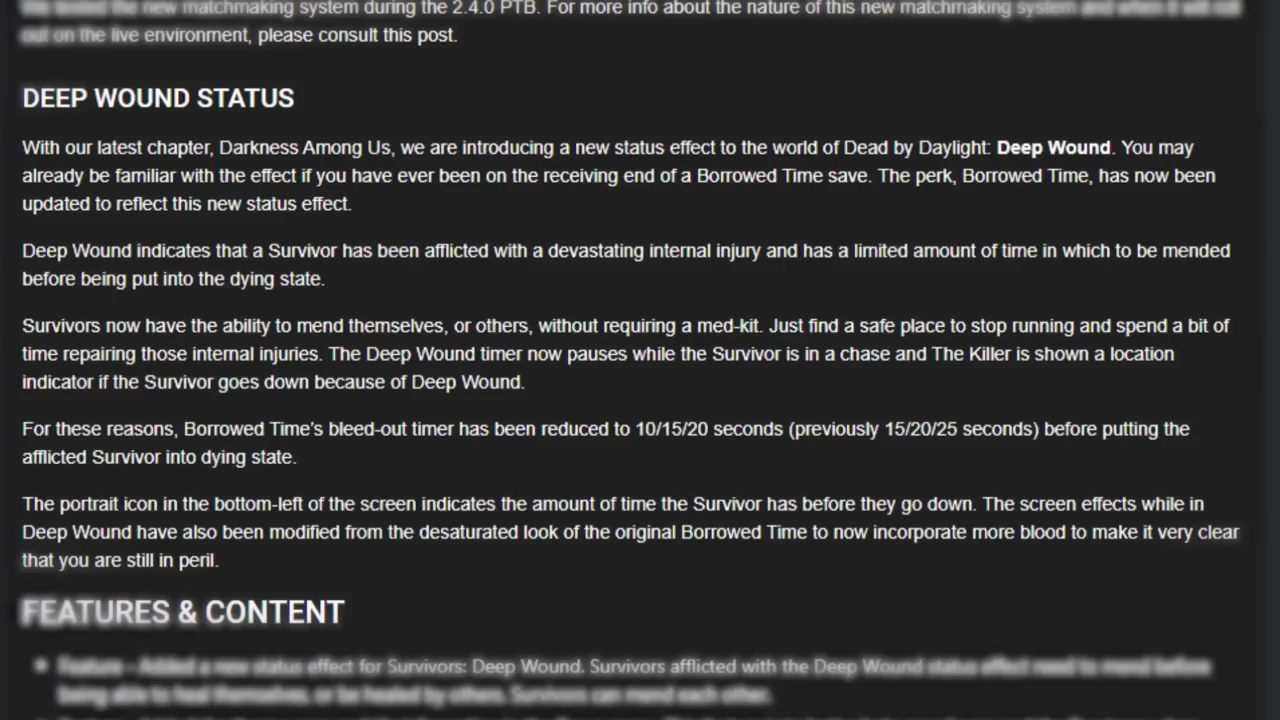 We tested the new matchmaking system during the 2.4.0 PTB. For more info about the nature of this new matchmaking system and when it will roll
out on the live environment, please consult this post.
DEEP WOUND STATUS
With our latest chapter, Darkness Among Us, we are introducing a new status effect to the world of Dead by Daylight: Deep Wound. You may
already be familiar with the effect if you have ever been on the receiving end of a Borrowed Time save. The perk, Borrowed Time, has now been
updated to reflect this new status effect.
Deep Wound indicates that a Survivor has been afflicted with a devastating internal injury and has a limited amount of time in which to be mended
before being put into the dying state.
Survivors now have the ability to mend themselves, or others, without requiring a med-kit. Just find a safe place to stop running and spend a bit of
time repairing those internal injuries. The Deep Wound timer now pauses while the Survivor is in a chase and The Killer is shown a location
indicator if the Survivor goes down because of Deep Wound.
For these reasons, Borrowed Time's bleed-out timer has been reduced to 10/15/20 seconds (previously 15/20/25 seconds) before putting the
afflicted Survivor into dying state.
The portrait icon in the bottom-left of the screen indicates the amount of time the Survivor has before they go down. The screen effects while in
Deep Wound have also been modified from the desaturated look of the original Borrowed Time to now incorporate more blood to make it very clear
that you are still in peril.
FEATURES & CONTENT
Feature - Added a new status effect for Survivors: Deep Wound. Survivors afflicted with the Deep Wound status effect need to mend before
being able to heal themselves, or be healed by others. Survivors can mend each other.